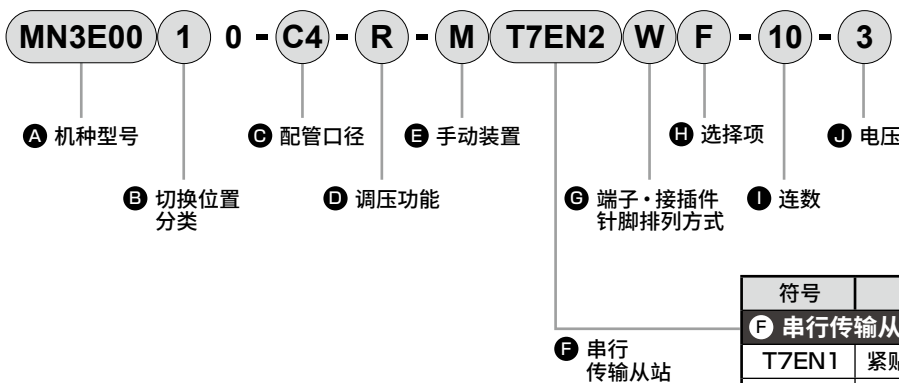 MN3E00 1 0 - C4 - R - M T7EN2 W F - 10 - 3
A 机种型号
C 配管口径
E 手动装置
H 选择项
J 电压
B 切换位置
分类
D 调压功能
G 端子・接插件
针脚排列方式
I 连数
符号
F 串行传输从
F 串行
传输从站
T7EN1 紧贴